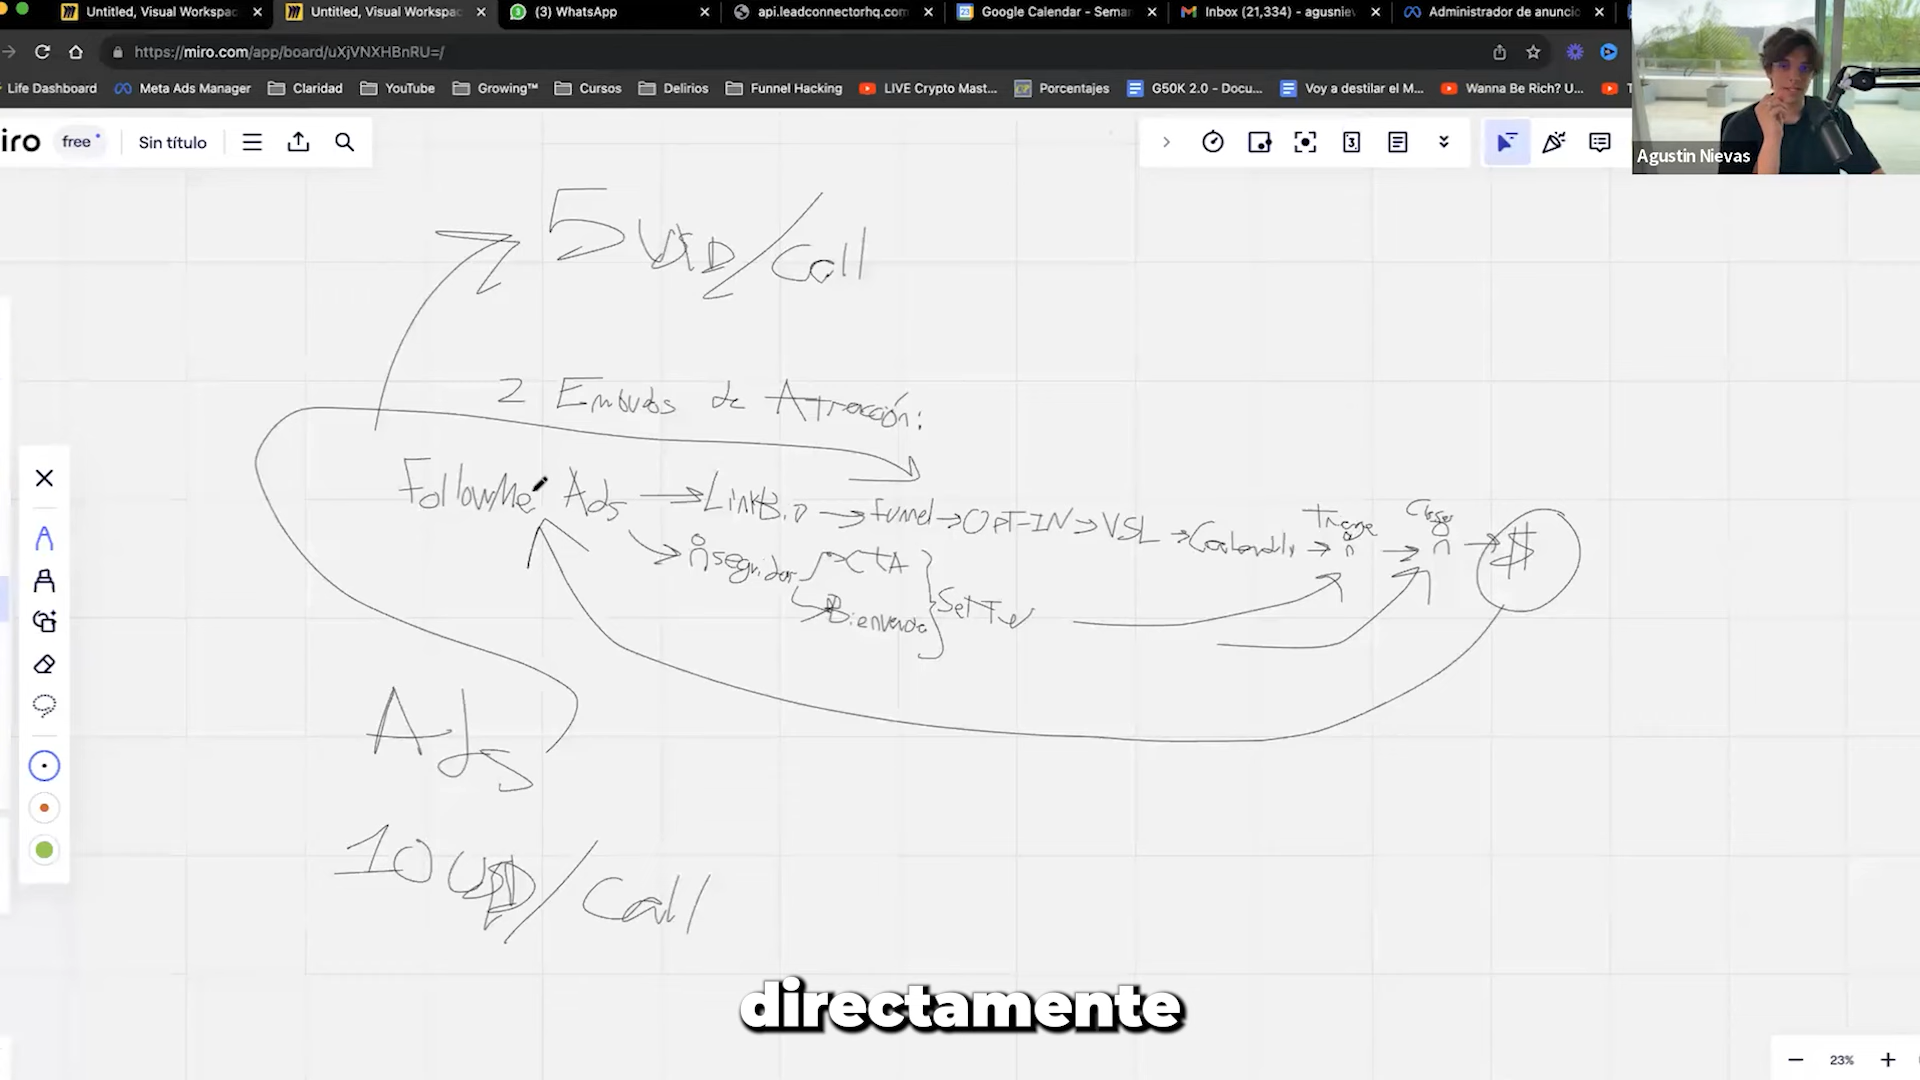 Untitled, Visual Workspac
Untitled, Visual Workspac
(3) WhatsApp
api.leadconnectorhq.com
Google Calendar - Sema
Inbox (21,334) - agusniev
Administrador de anuncio
https://miro.com/app/board/uXjVNXHBnRU=/
Life Dashboard
Meta Ads Manager
Claridad
YouTube
Growing™
Cursos
Delirios
Funnel Hacking
LIVE Crypto Mast...
Porcentajes
G50K 2.0 - Docu...
Voy a destilar el M...
Wanna Be Rich? U...
iro
free
Sin título
3
Agustin Nievas
5 USD/Call
2 Embudos de Atracción:
FollowMe Ads → LinkBio → Funnel → OPT-IN → VSL → Calendly → Triage → Closer → $
seguidor
CTA
Bienvenida
Setter
Ads
10 USD/Call
directamente
23%